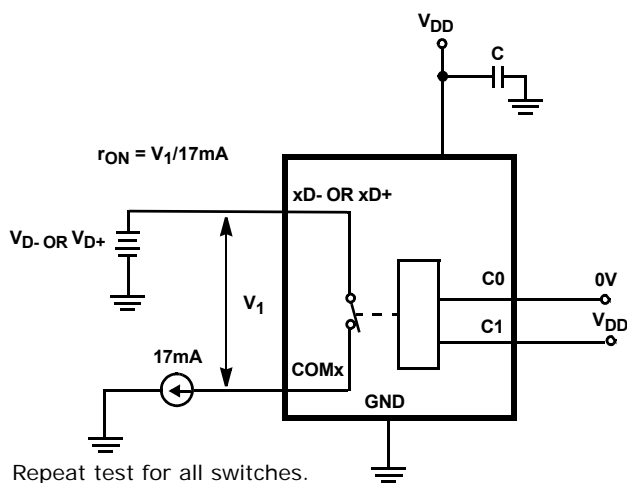 VDD
C
rON = V1/17mA
xD- OR xD+
VD- OR VD+
V1
C0
0V
C1
VDD
17mA
COMx
GND
Repeat test for all switches.